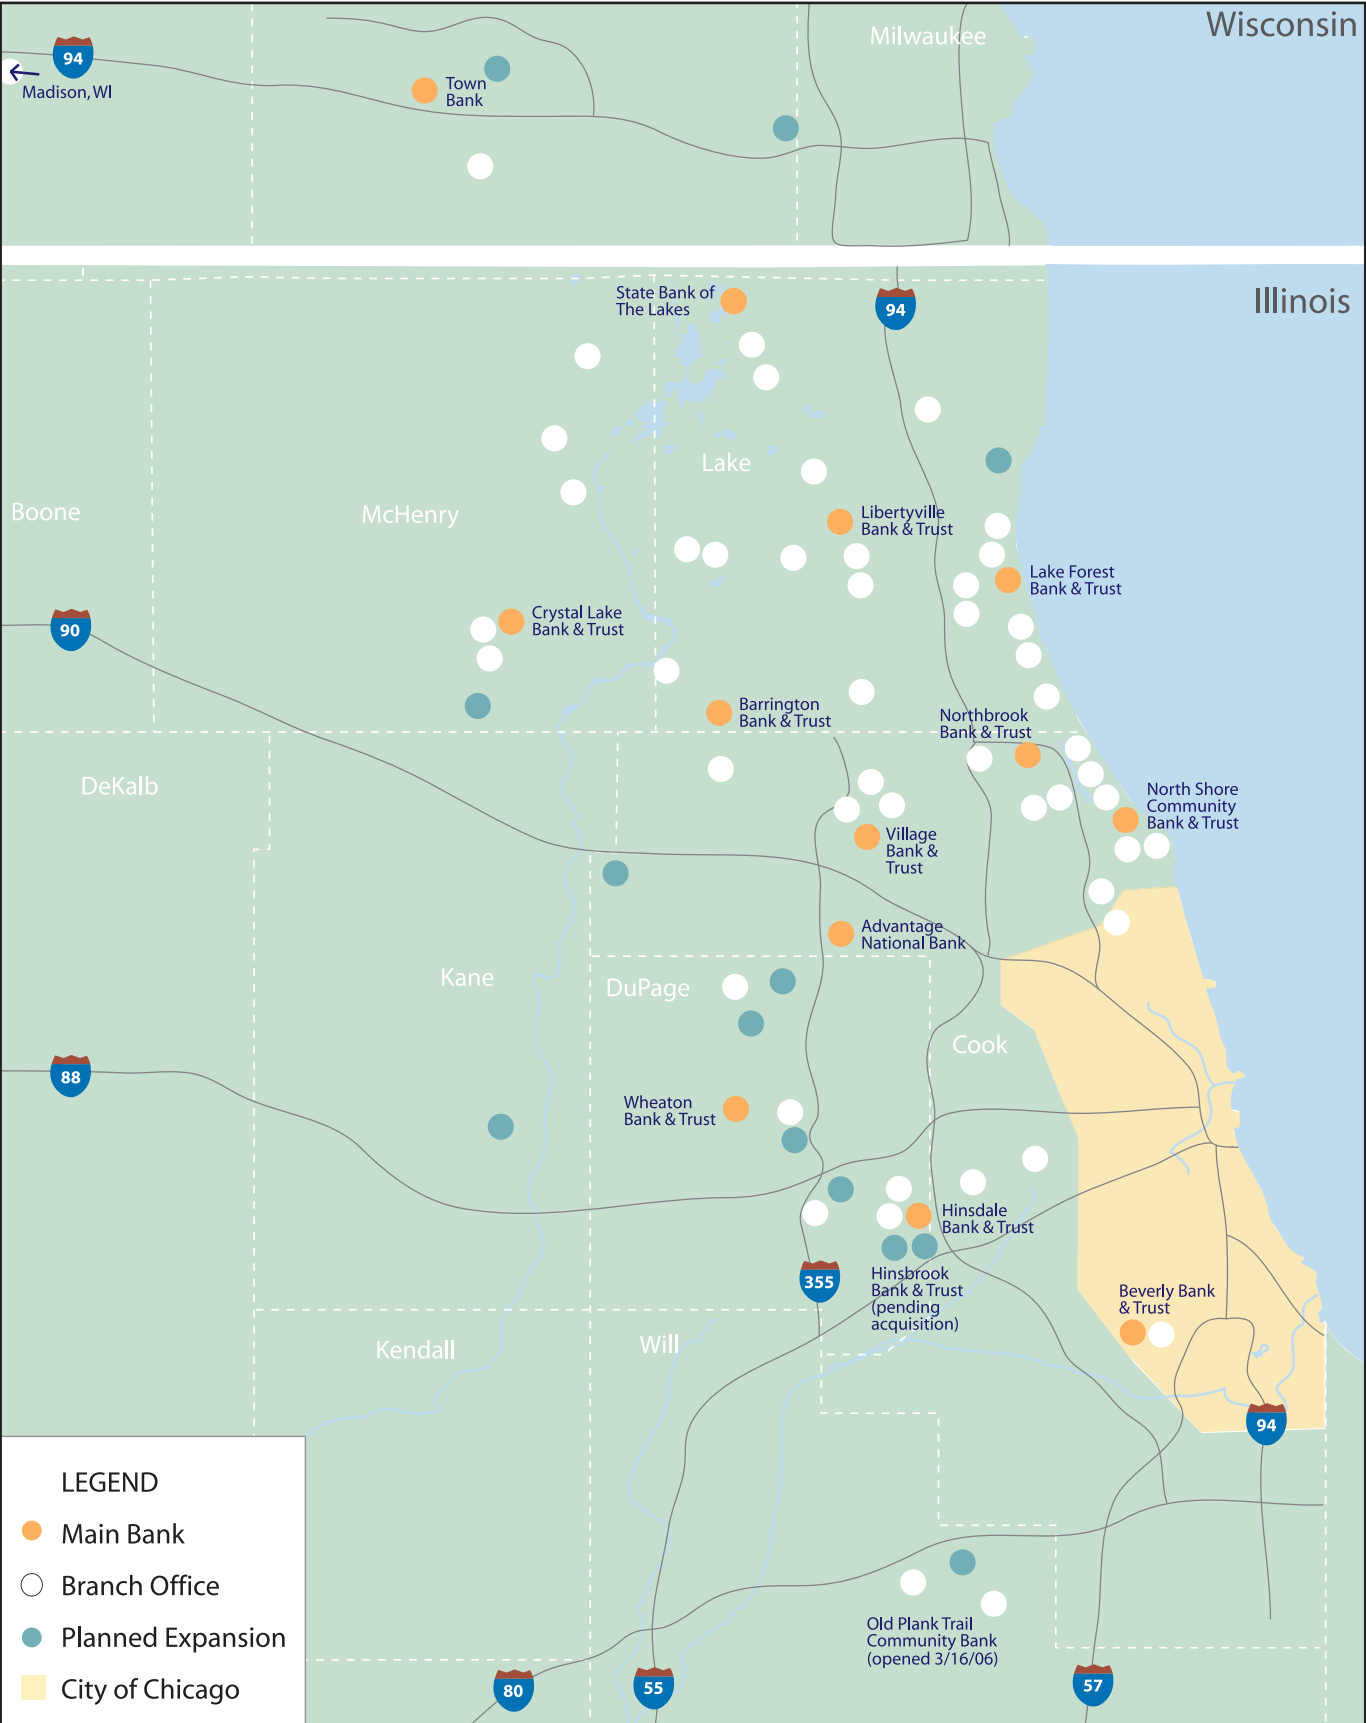 Wisconsin
Milwaukee
94
Madison, WI
Town
Bank
Illinois
State Bank of
The Lakes
94
Lake
Boone
McHenry
Libertyville
Bank & Trust
Lake Forest
Bank & Trust
Crystal Lake
Bank & Trust
90
Barrington
Bank & Trust
Northbrook
Bank & Trust
DeKalb
North Shore
Community
Bank & Trust
Village
Bank &
Trust
Advantage
National Bank
Kane
DuPage
Cook
88
Wheaton
Bank & Trust
Hinsdale
Bank & Trust
355
Hinsbrook
Bank & Trust
(pending
acquisition)
Beverly Bank
& Trust
Kendall
Will
94
LEGEND
Main Bank
Branch Office
Planned Expansion
City of Chicago
Old Plank Trail
Community Bank
(opened 3/16/06)
80
55
57